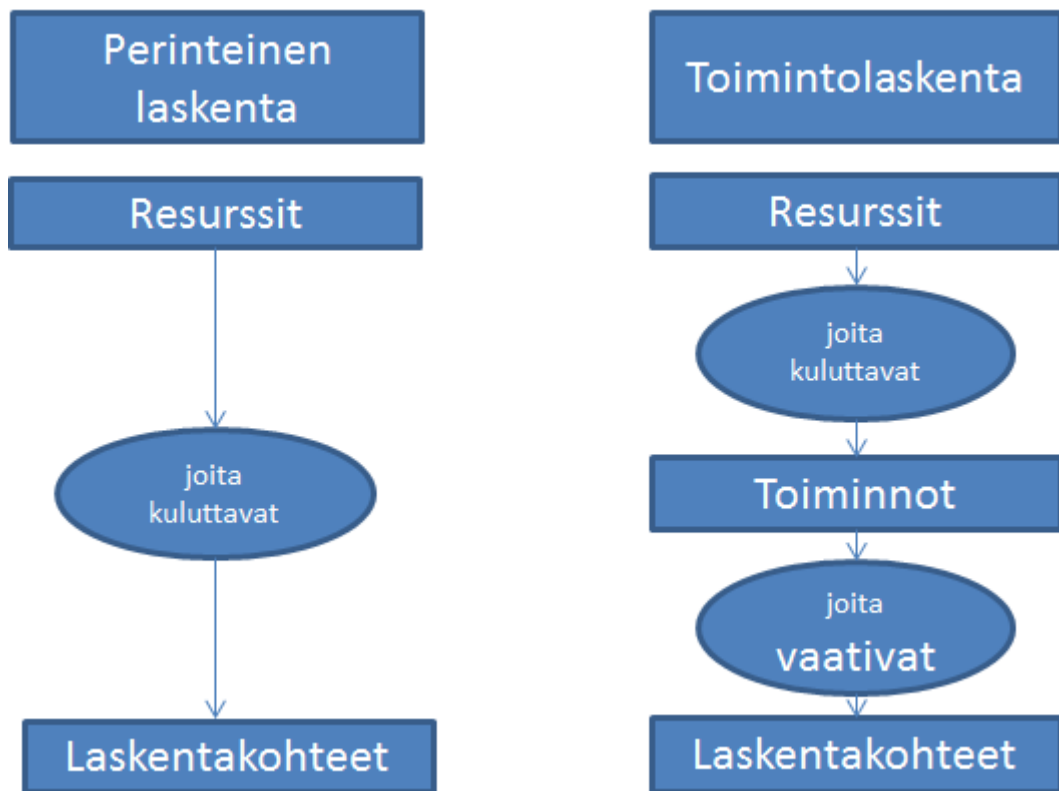 Perinteinen
laskenta
Resurssit
joita
kuluttavat
Laskentakohteet
Toimintolaskenta
Resurssit
joita
kuluttavat
Toiminnot
joita
vaativat
Laskentakohteet